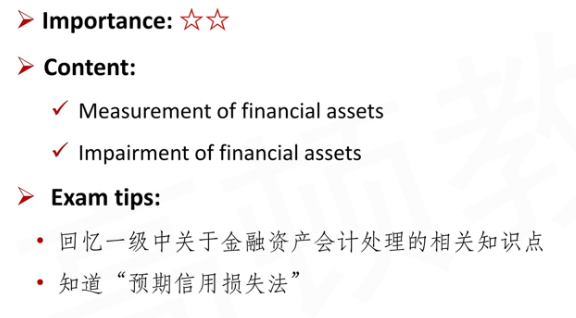 ➢ Importance: ☆☆
➢ Content:
✓ Measurement of financial assets
✓ Impairment of financial assets
➢ Exam tips:
• 回忆一级中关于金融资产会计处理的相关知识点
• 知道“预期信用损失法”